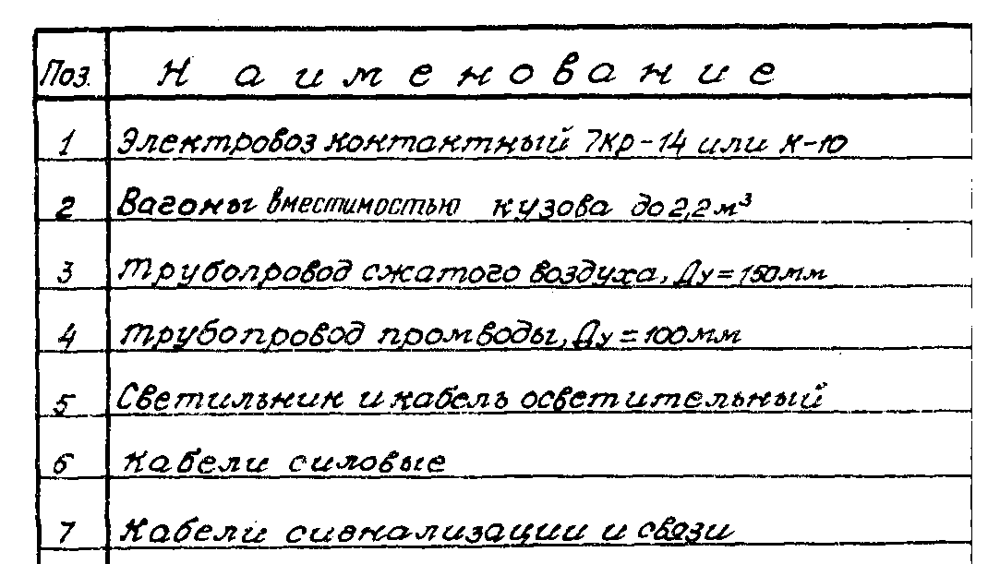 Поз. Наименование
1 Электровоз контактный 7КР-14 или К-10
2 Вагоны вместимостью кузова до 2,2 м³
3 Трубопровод сжатого воздуха, Ду=150мм
4 Трубопровод промводы, Ду=100мм
5 Светильник и кабель осветительный
6 Кабели силовые
7 Кабели сигнализации и связи